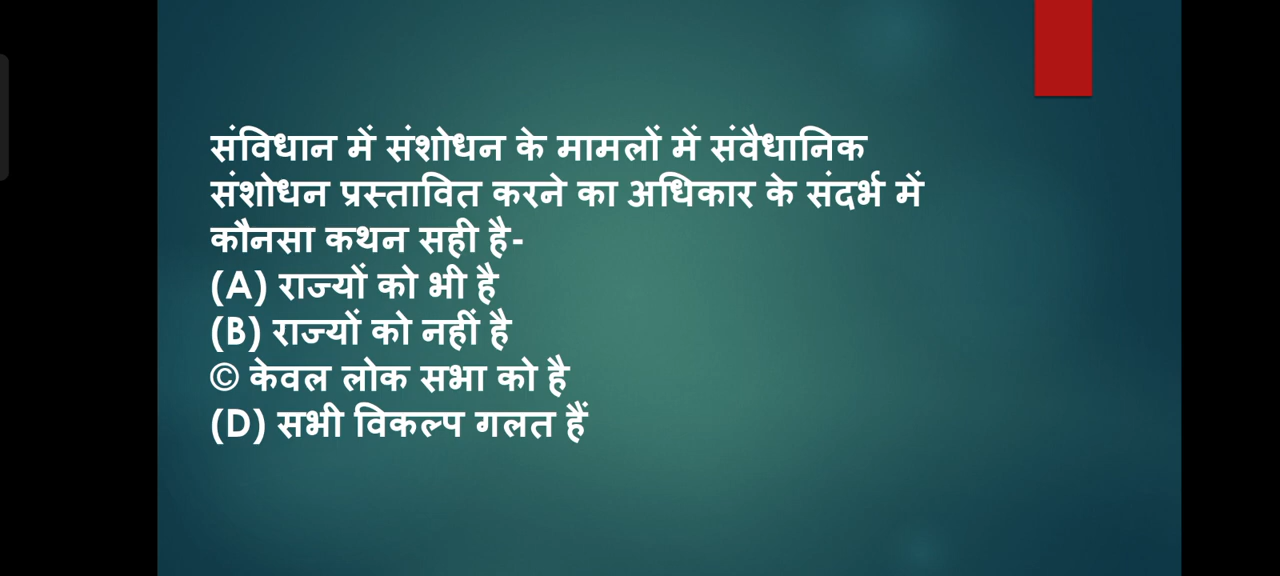 संविधान में संशोधन के मामलों में संवैधानिक
संशोधन प्रस्तावित करने का अधिकार के संदर्भ में
कौनसा कथन सही है-
(A) राज्यों को भी है
(B) राज्यों को नहीं है
© केवल लोक सभा को है
(D) सभी विकल्प गलत हैं